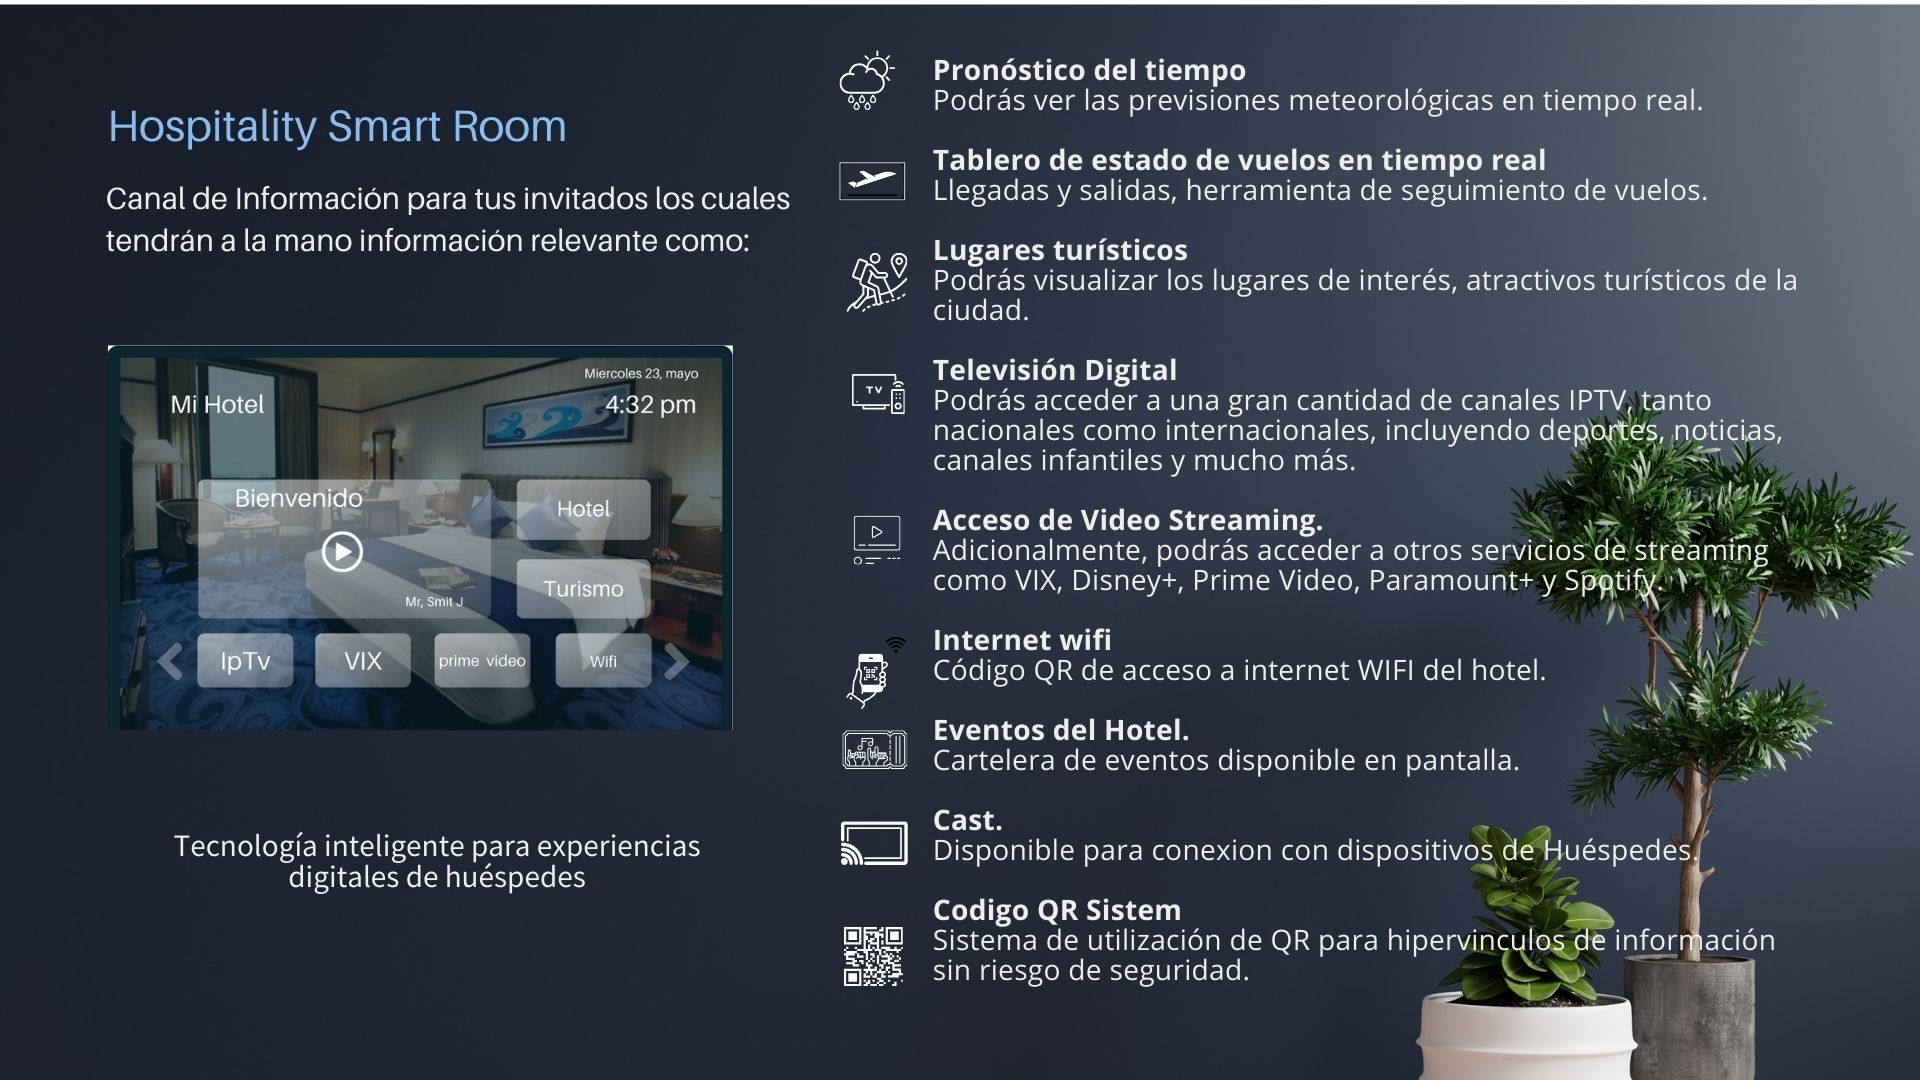 Hospitality Smart Room
Canal de Información para tus invitados los cuales
tendrán a la mano información relevante como:
Mi Hotel
Miercoles 23, mayo
4:32 pm
Bienvenido
Mr, Smit J
Hotel
Turismo
IpTv
VIX
prime video
Wifi
Tecnología inteligente para experiencias
digitales de huéspedes
Pronóstico del tiempo
Podrás ver las previsiones meteorológicas en tiempo real.
Tablero de estado de vuelos en tiempo real
Llegadas y salidas, herramienta de seguimiento de vuelos.
Lugares turísticos
Podrás visualizar los lugares de interés, atractivos turísticos de la
ciudad.
TV
Televisión Digital
Podrás acceder a una gran cantidad de canales IPTV, tanto
nacionales como internacionales, incluyendo deportes, noticias,
canales infantiles y mucho más.
Acceso de Video Streaming.
Adicionalmente, podrás acceder a otros servicios de streaming
como VIX, Disney+, Prime Video, Paramount+ y Spotify.
Internet wifi
Código QR de acceso a internet WIFI del hotel.
Eventos del Hotel.
Cartelera de eventos disponible en pantalla.
Cast.
Disponible para conexion con dispositivos de Huéspedes.
Codigo QR Sistem
Sistema de utilización de QR para hipervinculos de información
sin riesgo de seguridad.